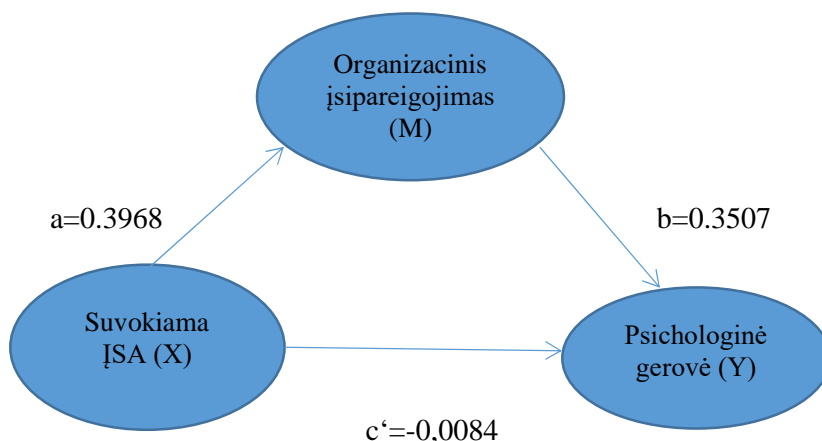 Organizacinis
įsipareigojimas
(M)
a=0.3968
b=0.3507
Suvokiama
ĮSA (X)
Psichologinė
gerovė (Y)
c‘=-0,0084